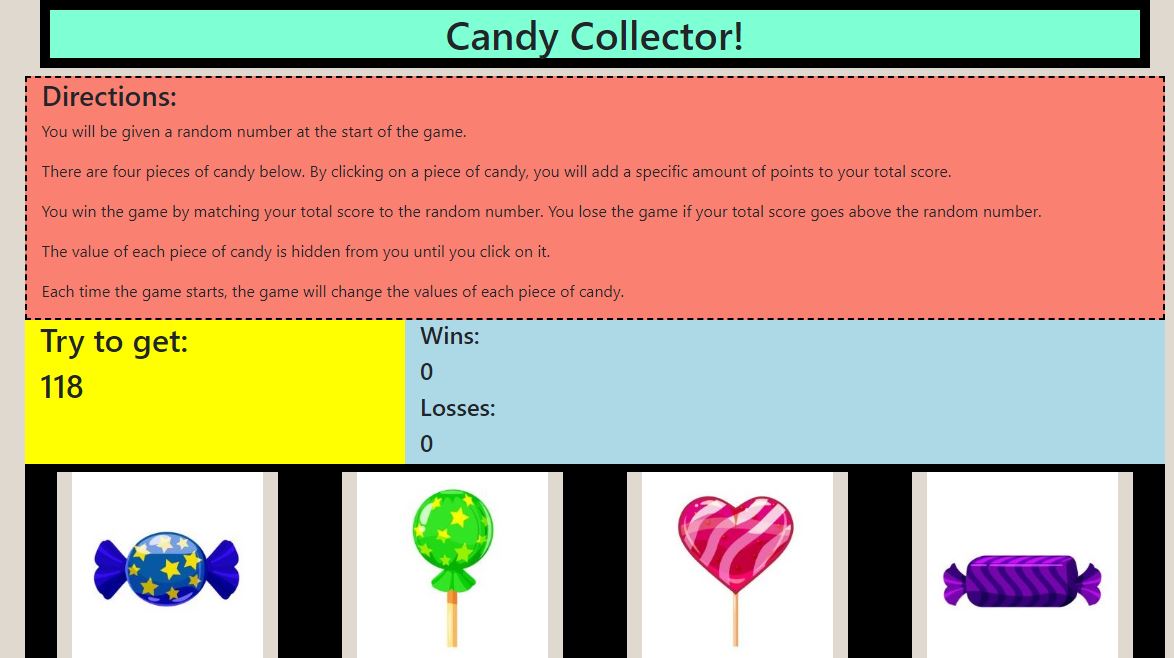 Candy Collector!
Directions:
You will be given a random number at the start of the game.
There are four pieces of candy below. By clicking on a piece of candy, you will add a specific amount of points to your total score.
You win the game by matching your total score to the random number. You lose the game if your total score goes above the random number.
The value of each piece of candy is hidden from you until you click on it.
Each time the game starts, the game will change the values of each piece of candy.
Try to get:
118
Wins:
0
Losses:
0